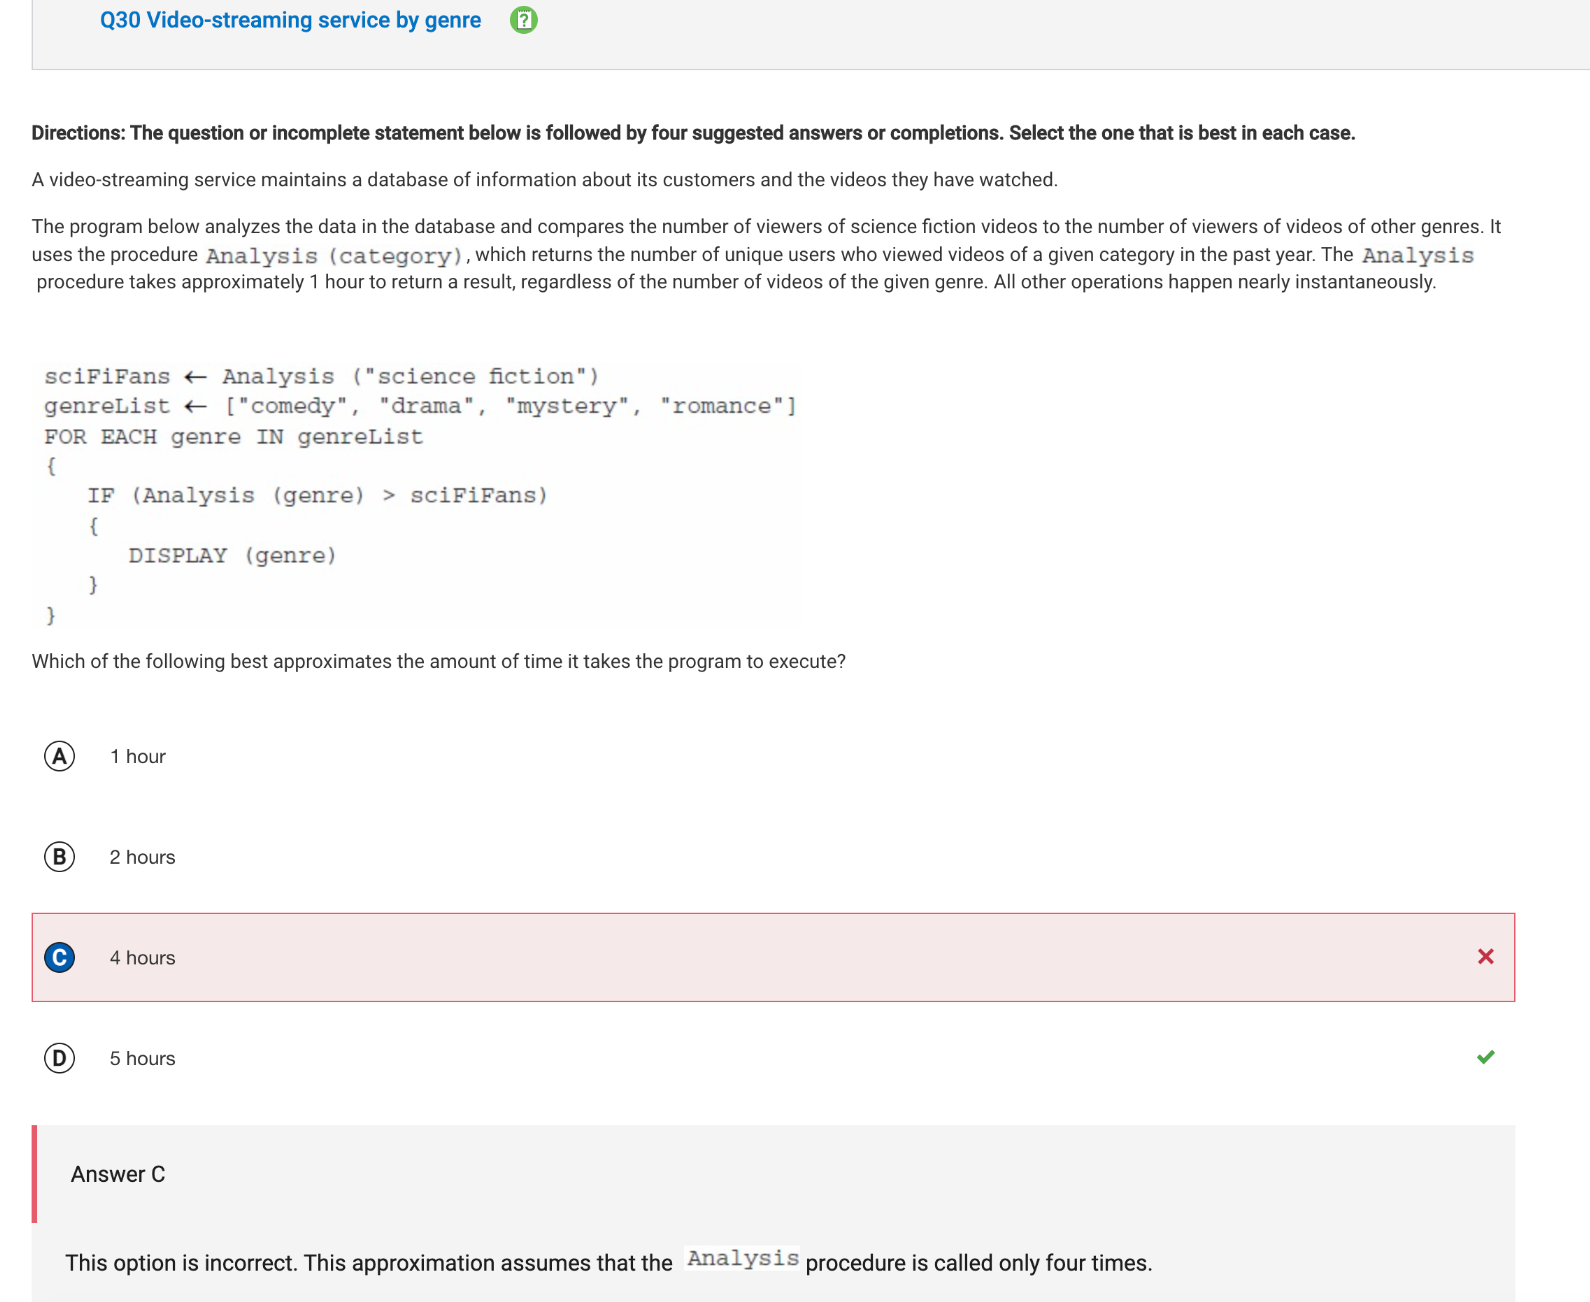 Q30 Video-streaming service by genre
Directions: The question or incomplete statement below is followed by four suggested answers or completions. Select the one that is best in each case.
A video-streaming service maintains a database of information about its customers and the videos they have watched.
The program below analyzes the data in the database and compares the number of viewers of science fiction videos to the number of viewers of videos of other genres. It
uses the procedure Analysis (category), which returns the number of unique users who viewed videos of a given category in the past year. The Analysis
procedure takes approximately 1 hour to return a result, regardless of the number of videos of the given genre. All other operations happen nearly instantaneously.
sciFiFans ← Analysis ("science fiction")
genreList ← ["comedy", "drama", "mystery", "romance"]
FOR EACH genre IN genreList
{
IF (Analysis (genre) > sciFiFans)
{
DISPLAY (genre)
}
}
Which of the following best approximates the amount of time it takes the program to execute?
A 1 hour
B 2 hours
C 4 hours
D 5 hours
Answer C
This option is incorrect. This approximation assumes that the Analysis procedure is called only four times.